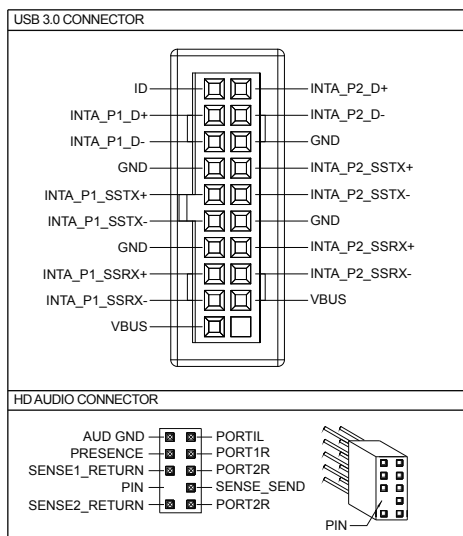 USB 3.0 CONNECTOR
ID
INTA_P2_D+
INTA_P1_D+
INTA_P2_D-
INTA_P1_D-
GND
GND
INTA_P2_SSTX+
INTA_P1_SSTX+
INTA_P2_SSTX-
INTA_P1_SSTX-
GND
GND
INTA_P2_SSRX+
INTA_P1_SSRX+
INTA_P2_SSRX-
INTA_P1_SSRX-
VBUS
VBUS
HD AUDIO CONNECTOR
AUD GND
PORTIL
PRESENCE
PORT1R
SENSE1_RETURN
PORT2R
PIN
SENSE_SEND
SENSE2_RETURN
PORT2R
PIN